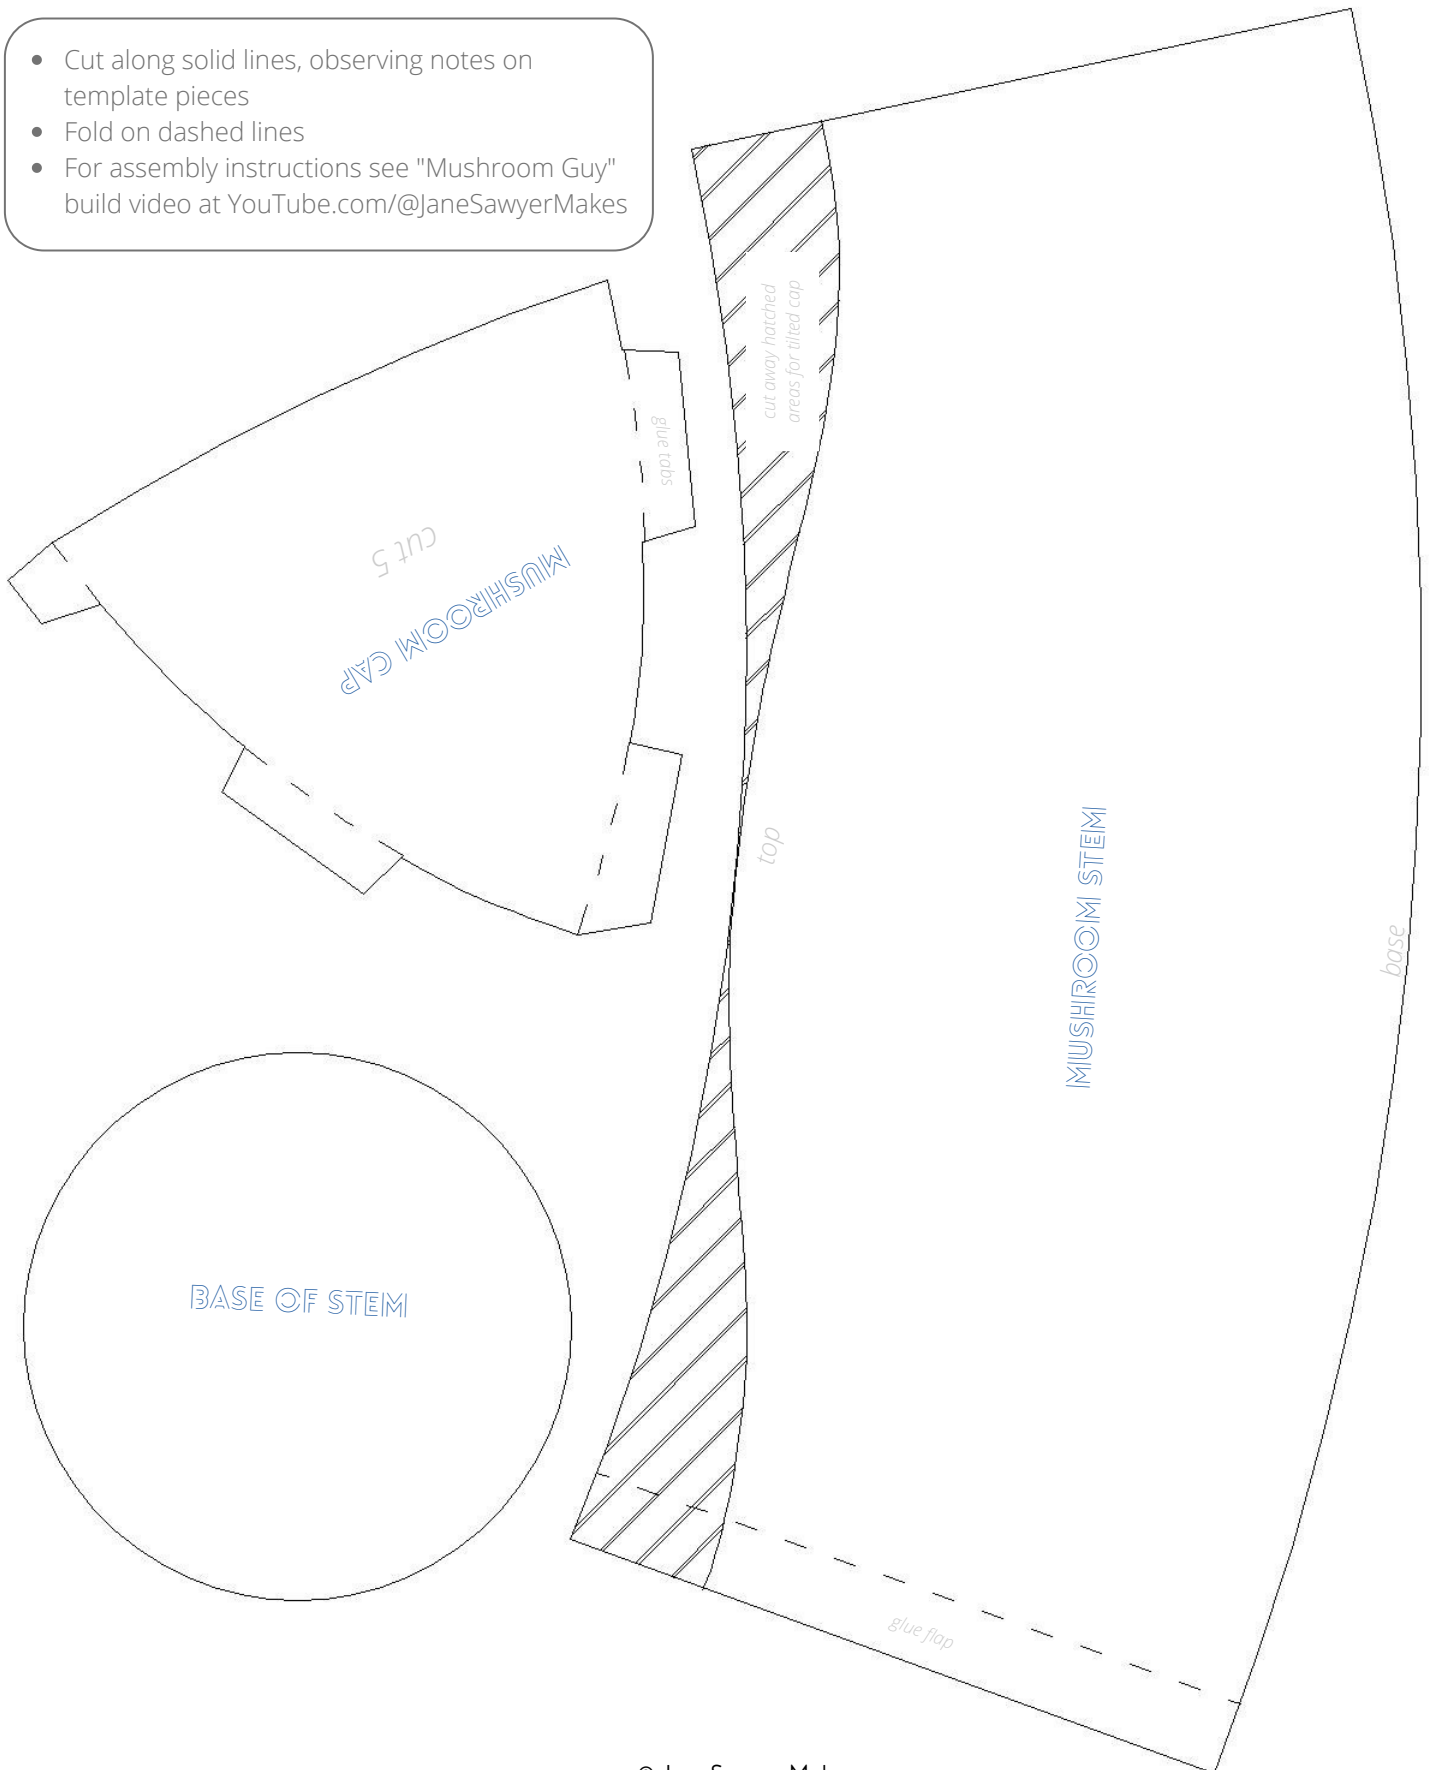 • Cut along solid lines, observing notes on
template pieces
• Fold on dashed lines
• For assembly instructions see "Mushroom Guy"
build video at YouTube.com/@JaneSawyerMakes
cut away hatched
areas for tilted cap
glue tabs
cut 5
MUSHROOM CAP
top
MUSHROOM STEM
base
BASE OF STEM
glue flap